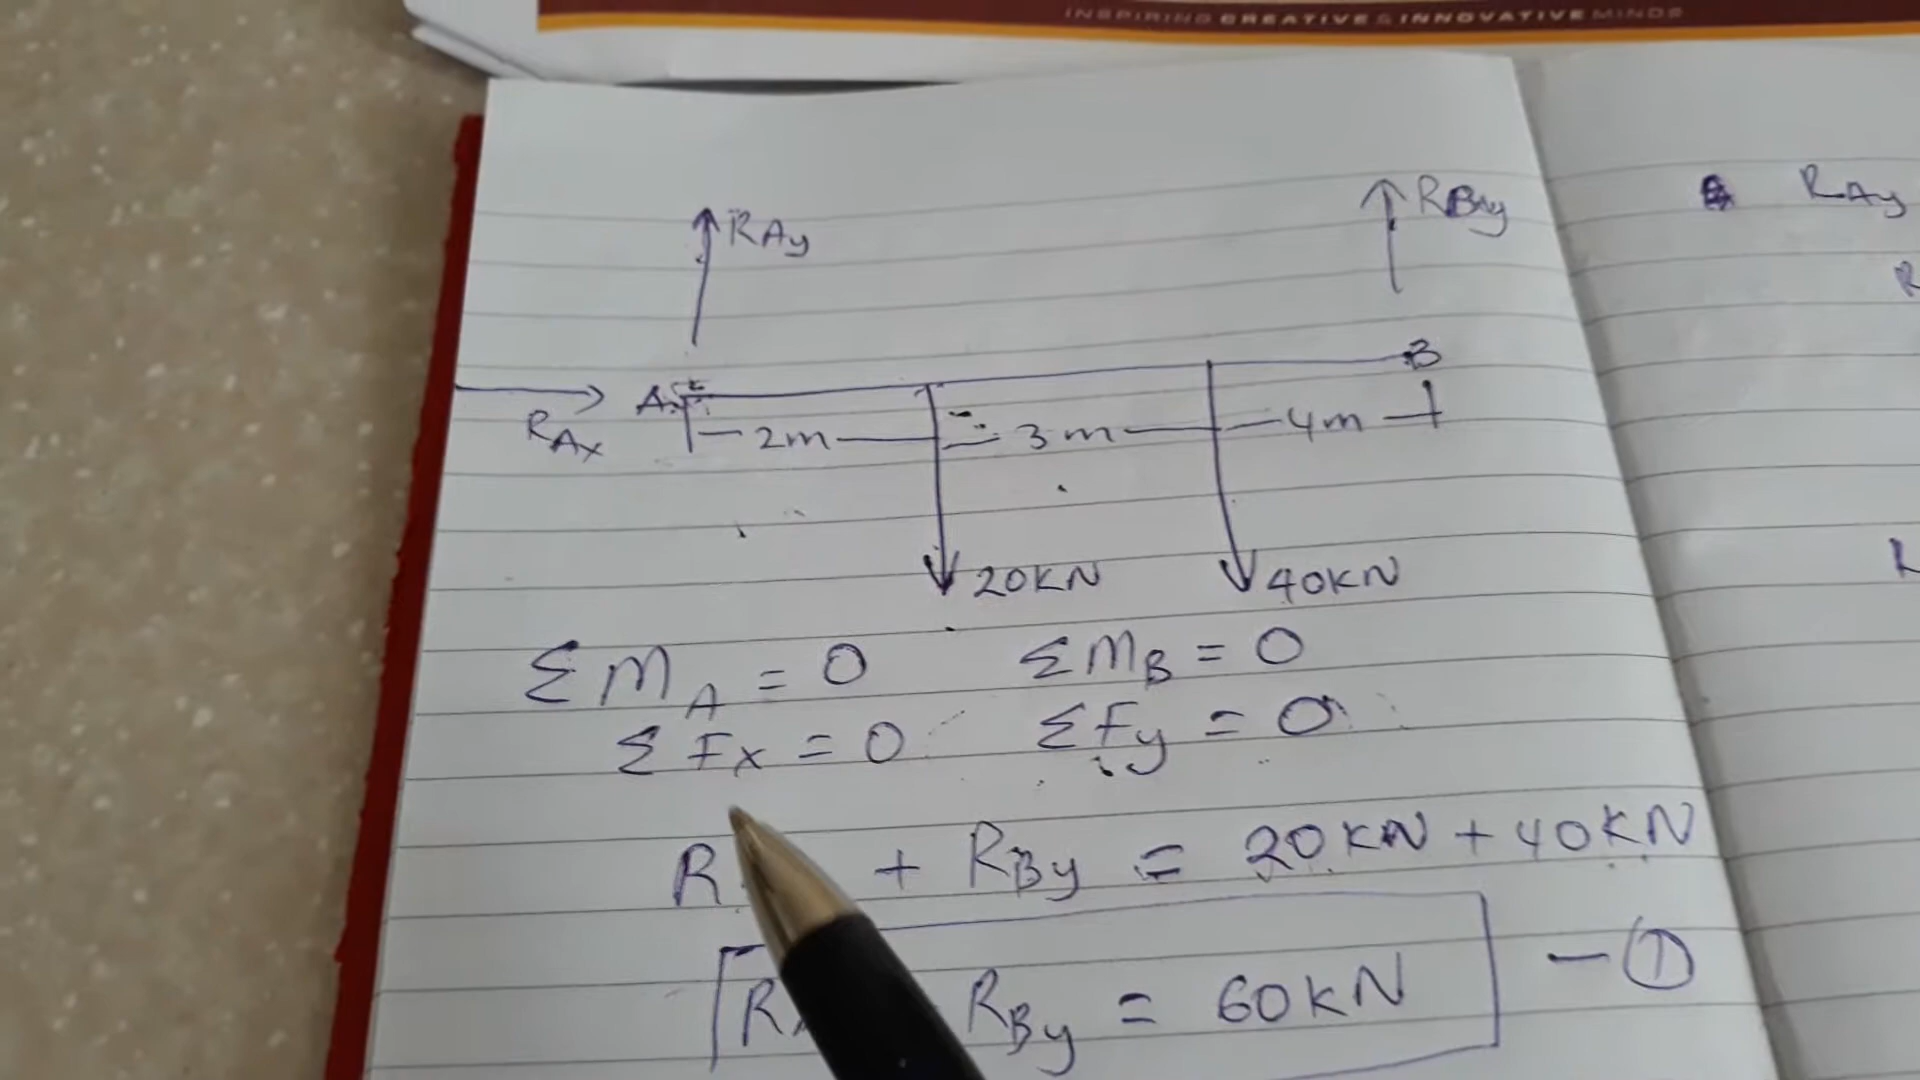 INSPIRING CREATIVE & INNOVATIVE MINDS
RAy RBy
RAy
R
A B
RAx
2m 3m 4m
20KN 40KN
ΣMA = 0 ΣMB = 0
ΣFx = 0 ΣFy = 0
R + RBy = 20KN + 40KN
R RBy = 60KN - ①